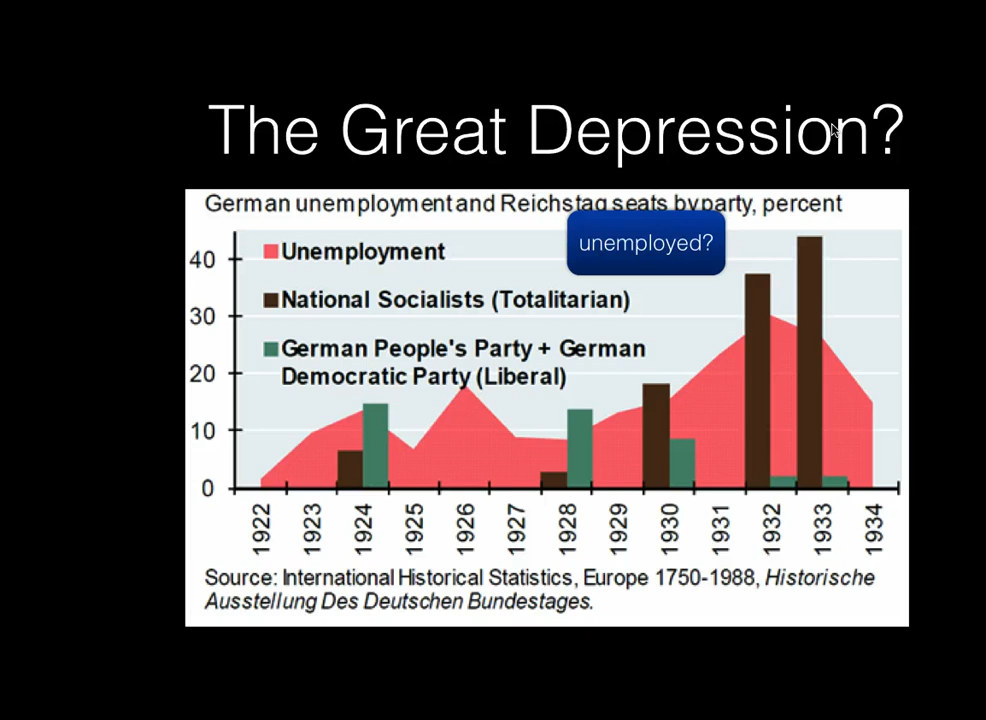 The Great Depression?
German unemployment and Reichstag seats by party, percent
unemployed?
Unemployment
National Socialists (Totalitarian)
German People's Party + German
Democratic Party (Liberal)
40
30
20
10
0
1922 1923 1924 1925 1926 1927 1928 1929 1930 1931 1932 1933 1934
Source: International Historical Statistics, Europe 1750-1988, Historische
Ausstellung Des Deutschen Bundestages.